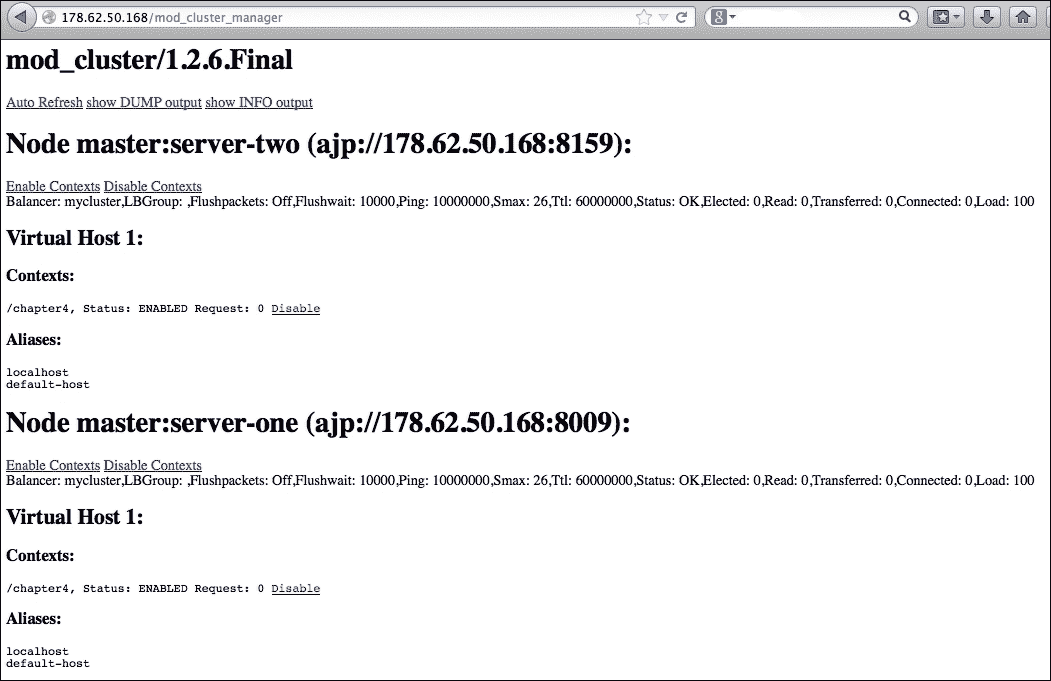 178.62.50.168/mod_cluster_manager
8
mod_cluster/1.2.6.Final
Auto Refresh show DUMP output show INFO output
Node master:server-two (ajp://178.62.50.168:8159):
Enable Contexts Disable Contexts
Balancer: mycluster,LBGroup: ,Flushpackets: Off,Flushwait: 10000,Ping: 10000000,Smax: 26,Ttl: 60000000,Status: OK,Elected: 0,Read: 0,Transferred: 0,Connected: 0,Load: 100
Virtual Host 1:
Contexts:
/chapter4, Status: ENABLED Request: 0 Disable
Aliases:
localhost
default-host
Node master:server-one (ajp://178.62.50.168:8009):
Enable Contexts Disable Contexts
Balancer: mycluster,LBGroup: ,Flushpackets: Off,Flushwait: 10000,Ping: 10000000,Smax: 26,Ttl: 60000000,Status: OK,Elected: 0,Read: 0,Transferred: 0,Connected: 0,Load: 100
Virtual Host 1:
Contexts:
/chapter4, Status: ENABLED Request: 0 Disable
Aliases:
localhost
default-host